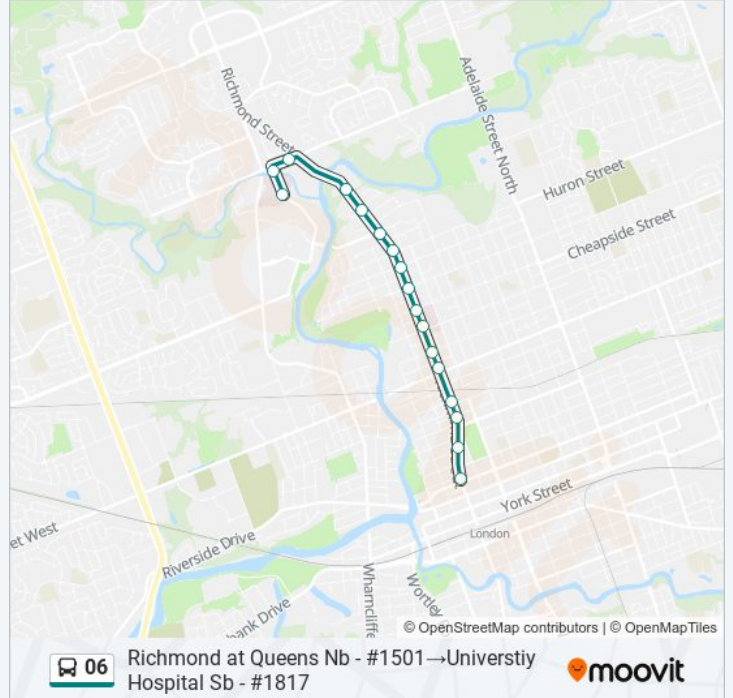 Richmond Street
Adelaide Street North
Huron Street
Cheapside Street
York Street
London
et West
Riverside Drive
Wharncliffe
Wortley
bank Drive
© OpenStreetMap contributors | © OpenMapTiles
06
Richmond at Queens Nb - #1501→Universtiy
Hospital Sb - #1817
moovit